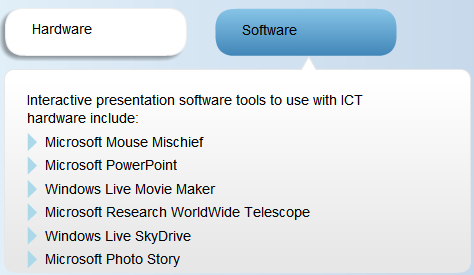 Hardware
Software
Interactive presentation software tools to use with ICT
hardware include:
Microsoft Mouse Mischief
Microsoft PowerPoint
Windows Live Movie Maker
Microsoft Research WorldWide Telescope
Windows Live SkyDrive
Microsoft Photo Story